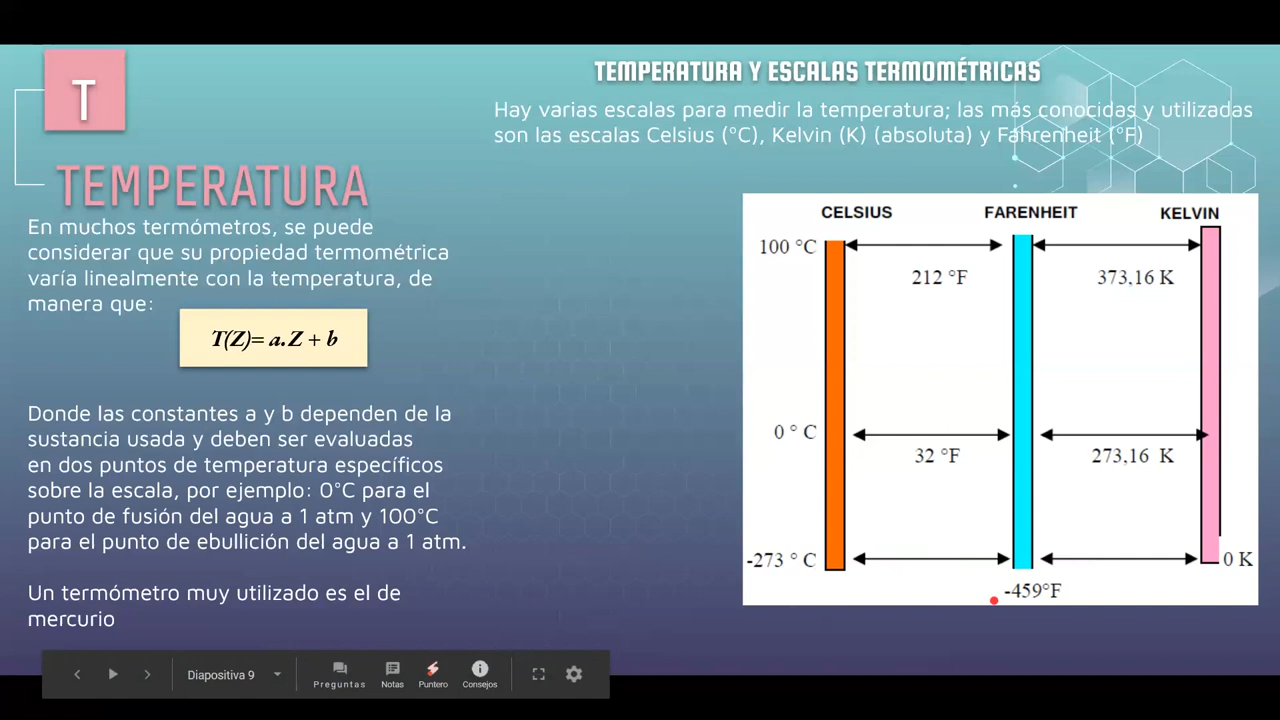 T
TEMPERATURA
En muchos termómetros, se puede
considerar que su propiedad termométrica
varía linealmente con la temperatura, de
manera que:
T(Z)= a.Z + b
Donde las constantes a y b dependen de la
sustancia usada y deben ser evaluadas
en dos puntos de temperatura específicos
sobre la escala, por ejemplo: 0°C para el
punto de fusión del agua a 1 atm y 100°C
para el punto de ebullición del agua a 1 atm.
Un termómetro muy utilizado es el de
mercurio
TEMPERATURA Y ESCALAS TERMOMÉTRICAS
Hay varias escalas para medir la temperatura; las más conocidas y utilizadas
son las escalas Celsius (°C), Kelvin (K) (absoluta) y Fahrenheit (°F)
CELSIUS FARENHEIT KELVIN
100 °C
212 °F 373,16 K
0 ° C
32 °F 273,16 K
-273 ° C 0 K
-459°F
Diapositiva 9
Preguntas Notas Puntero Consejos